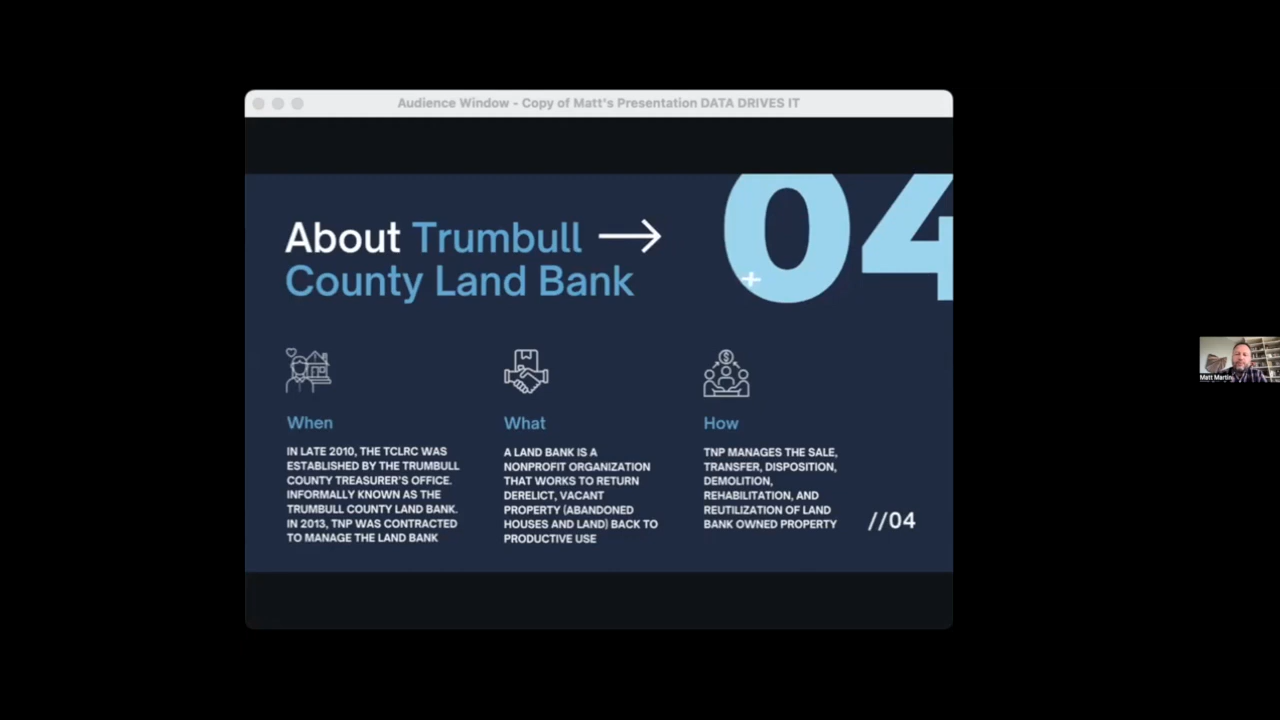 Audience Window - Copy of Matt's Presentation DATA DRIVES IT
04
About Trumbull
County Land Bank
When
IN LATE 2010, THE TCLRC WAS
ESTABLISHED BY THE TRUMBULL
COUNTY TREASURER'S OFFICE.
INFORMALLY KNOWN AS THE
TRUMBULL COUNTY LAND BANK.
IN 2013, TNP WAS CONTRACTED
TO MANAGE THE LAND BANK
What
A LAND BANK IS A
NONPROFIT ORGANIZATION
THAT WORKS TO RETURN
DERELICT, VACANT
PROPERTY (ABANDONED
HOUSES AND LAND) BACK TO
PRODUCTIVE USE
How
TNP MANAGES THE SALE,
TRANSFER, DISPOSITION,
DEMOLITION,
REHABILITATION, AND
REUTILIZATION OF LAND
BANK OWNED PROPERTY
//04
Matt Martin